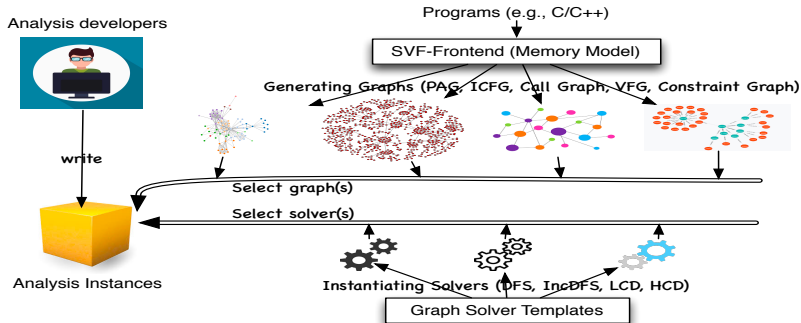 Programs (e.g., C/C++)
Analysis developers
SVF-Frontend (Memory Model)
Generating Graphs (PAG, ICFG, Call Graph, VFG, Constraint Graph)
write
Select graph(s)
Select solver(s)
Analysis Instances
Instantiating Solvers (DFS, IncDFS, LCD, HCD)
Graph Solver Templates